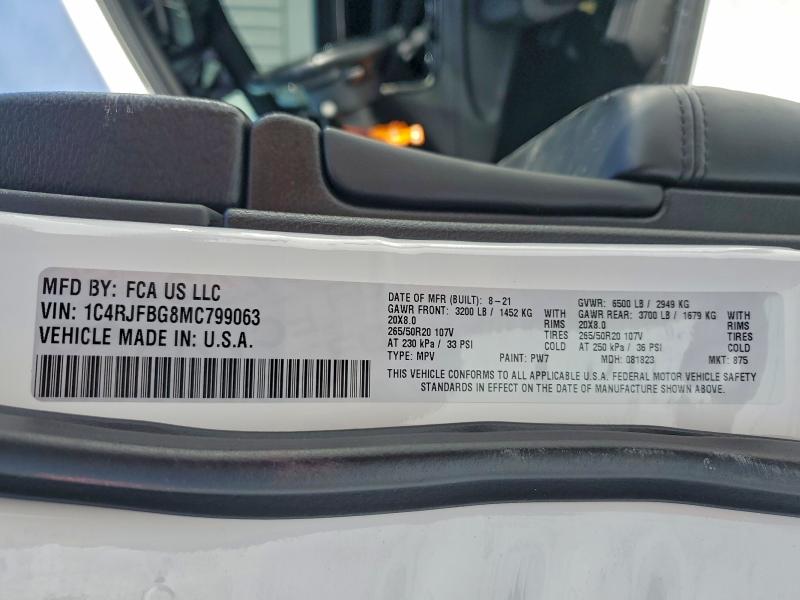 MFD BY: FCA US LLC
VIN: 1C4RJFBG8MC799063
VEHICLE MADE IN: U.S.A.
DATE OF MFR (BUILT): 8-21 GVWR: 6500 LB / 2949 KG
GAWR FRONT: 3200 LB / 1452 KG WITH GAWR REAR: 3700 LB / 1679 KG WITH
20X8.0 RIMS 20X8.0 RIMS
265/50R20 107V TIRES 265/50R20 107V TIRES
AT 230 kPa / 33 PSI COLD AT 250 kPa / 36 PSI COLD
TYPE: MPV PAINT: PW7 MDH: 081823 MKT: 875
THIS VEHICLE CONFORMS TO ALL APPLICABLE U.S.A. FEDERAL MOTOR VEHICLE SAFETY
STANDARDS IN EFFECT ON THE DATE OF MANUFACTURE SHOWN ABOVE.